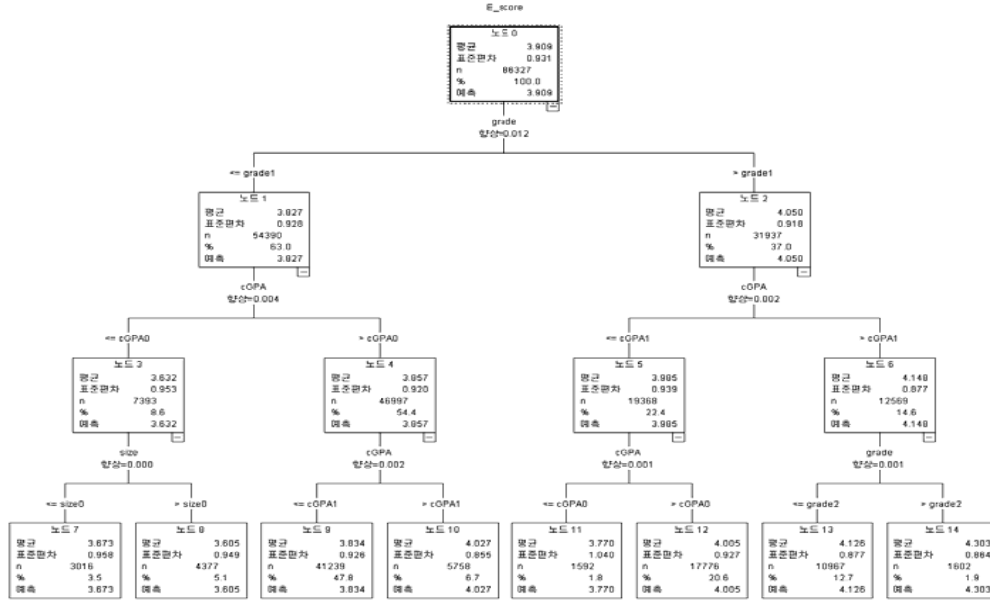 E_score
노드 0
평균 3.909
표준편차 0.931
n 86327
% 100.0
예측 3.909
grade
향상=0.012
<= grade1
> grade1
노드 1
평균 3.827
표준편차 0.928
n 54390
% 63.0
예측 3.827
노드 2
평균 4.050
표준편차 0.918
n 31937
% 37.0
예측 4.050
cGPA
향상=0.004
cGPA
향상=0.002
<= cGPA0
> cGPA0
<= cGPA1
> cGPA1
노드 3
평균 3.632
표준편차 0.953
n 7393
% 8.6
예측 3.632
노드 4
평균 3.857
표준편차 0.920
n 46997
% 54.4
예측 3.857
노드 5
평균 3.985
표준편차 0.939
n 19368
% 22.4
예측 3.985
노드 6
평균 4.148
표준편차 0.877
n 12569
% 14.6
예측 4.148
size
향상=0.000
cGPA
향상=0.002
cGPA
향상=0.001
grade
향상=0.001
<= size0
> size0
<= cGPA1
> cGPA1
<= cGPA0
> cGPA0
<= grade2
> grade2
노드 7
평균 3.673
표준편차 0.958
n 3016
% 3.5
예측 3.673
노드 8
평균 3.605
표준편차 0.949
n 4377
% 5.1
예측 3.605
노드 9
평균 3.834
표준편차 0.926
n 41239
% 47.8
예측 3.834
노드 10
평균 4.027
표준편차 0.855
n 5758
% 6.7
예측 4.027
노드 11
평균 3.770
표준편차 1.040
n 1592
% 1.8
예측 3.770
노드 12
평균 4.005
표준편차 0.927
n 17776
% 20.6
예측 4.005
노드 13
평균 4.126
표준편차 0.877
n 10967
% 12.7
예측 4.126
노드 14
평균 4.303
표준편차 0.864
n 1602
% 1.9
예측 4.303